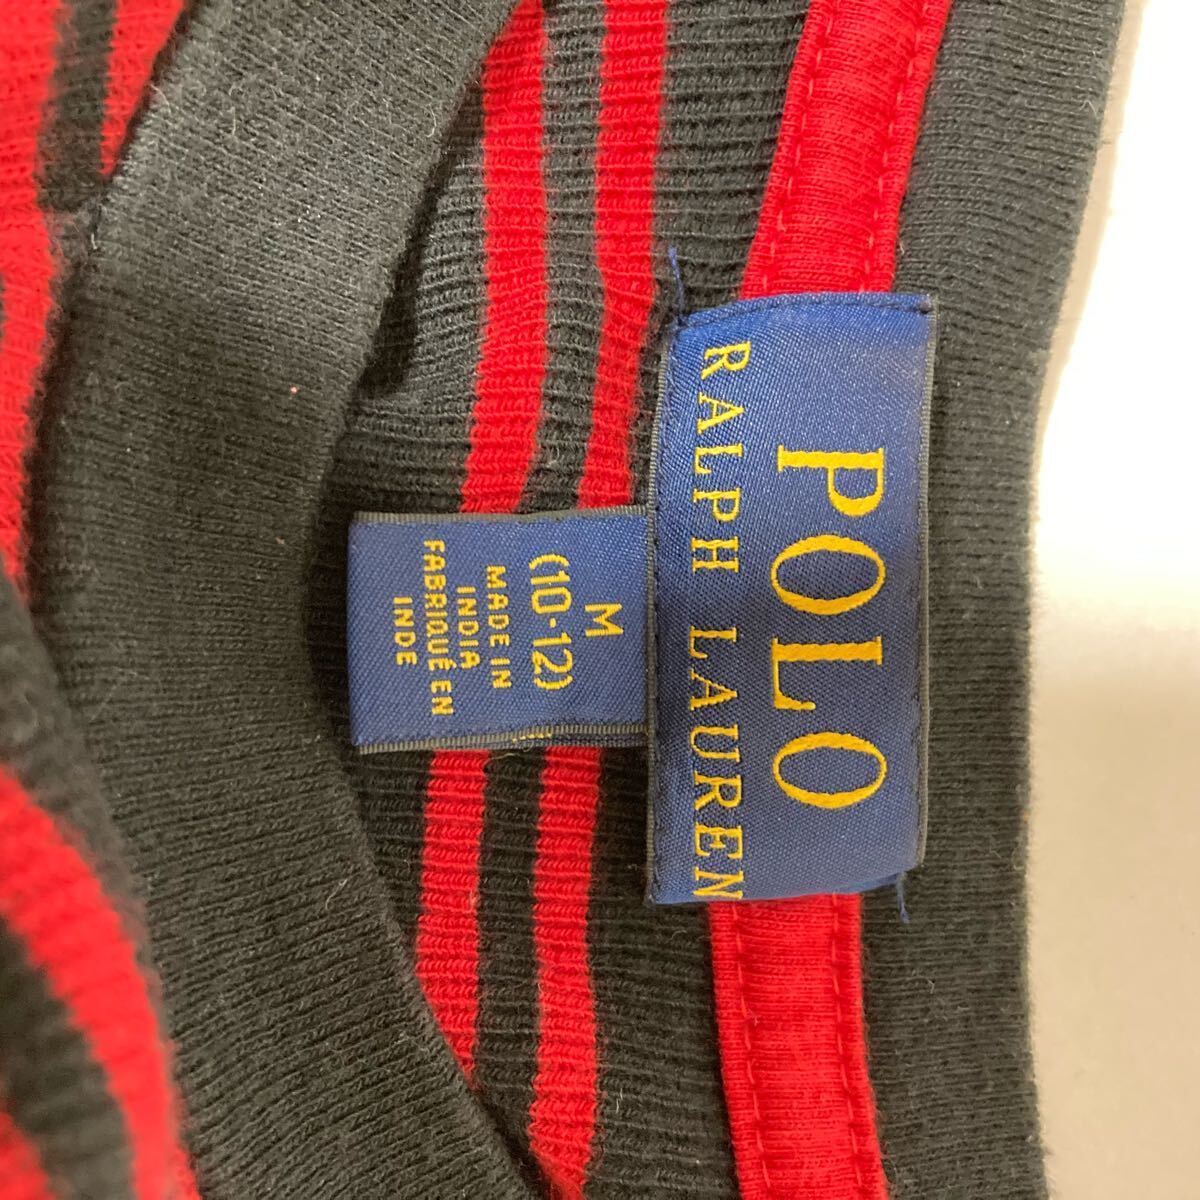 POLO
RALPH LAUREN
M
(10-12)
MADE IN
INDIA
FABRIQUÉ EN
INDE